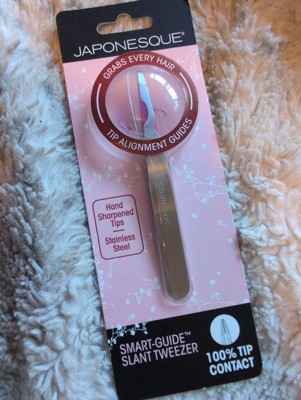 JAPONESQUE®
GRABS EVERY HAIR
TIP ALIGNMENT GUIDES
Hand
Sharpened
Tips
Stainless
Steel
SMART-GUIDE™
SLANT TWEEZER
100% TIP
CONTACT